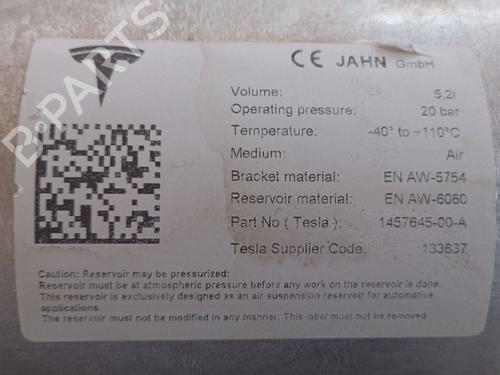 CE JAHN GmbH
Volume: 5,2l
Operating pressure: 20 bar
Temperature: -40° to +110°C
Medium: Air
Bracket material: EN AW-5754
Reservoir material: EN AW-6060
Part No ( Tesla ): 1457645-00-A
Tesla Supplier Code. 133637
Caution: Reservoir may be pressurized:
Reservoir must be at atmospheric pressure before any work on the reservoir is done.
This reservoir is exclusively designed as an air suspension reservoir for automotive
applications.
The reservoir must not be modified in any manner. This label must not be removed.
B-PARTS